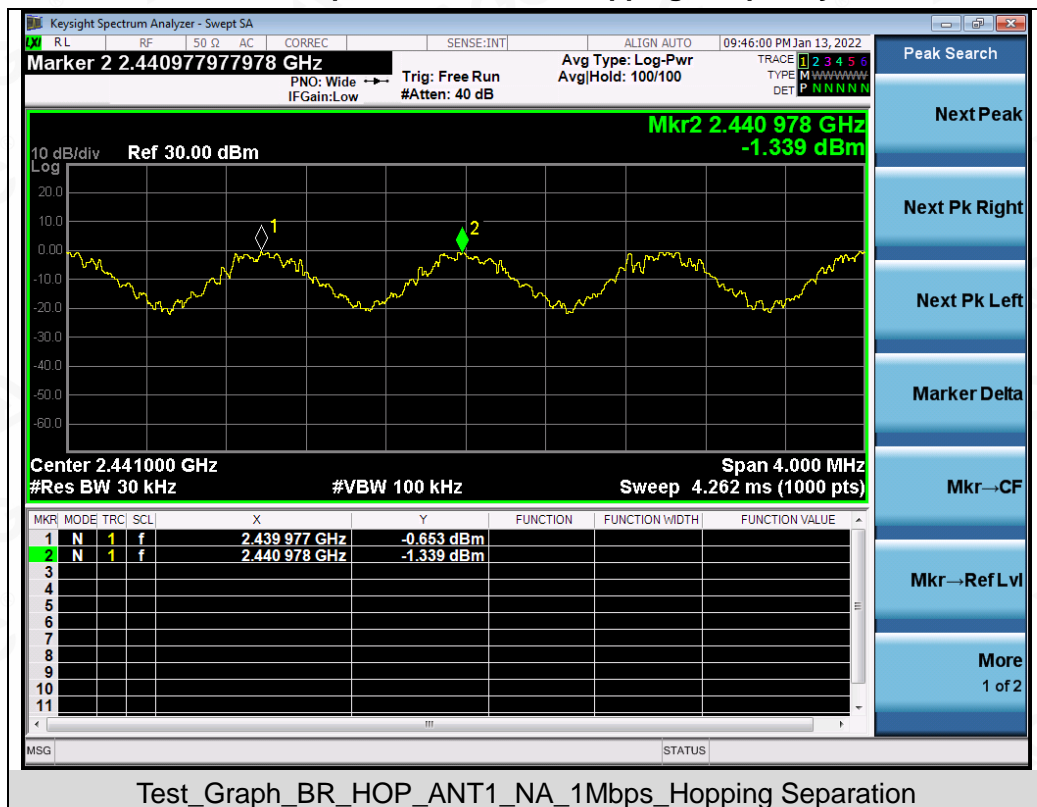 Keysight Spectrum Analyzer - Swept SA
LXI RL RF 50 Ω AC CORREC SENSE:INT ALIGN AUTO 09:46:00 PM Jan 13, 2022
Marker 2 2.440977977978 GHz
PNO: Wide
IFGain:Low
Trig: Free Run
#Atten: 40 dB
Avg Type: Log-Pwr
Avg|Hold: 100/100
TRACE 1 2 3 4 5 6
TYPE M WWWWW
DET P N N N N N
Mkr2 2.440 978 GHz
-1.339 dBm
10 dB/div Ref 30.00 dBm
Log
20.0
10.0
0.00
-10.0
-20.0
-30.0
-40.0
-50.0
-60.0
1
2
Center 2.441000 GHz Span 4.000 MHz
#Res BW 30 kHz #VBW 100 kHz Sweep 4.262 ms (1000 pts)
MKR MODE TRC SCL X Y FUNCTION FUNCTION WIDTH FUNCTION VALUE
1 N 1 f 2.439 977 GHz -0.653 dBm
2 N 1 f 2.440 978 GHz -1.339 dBm
3
4
5
6
7
8
9
10
11
MSG STATUS
Peak Search
Next Peak
Next Pk Right
Next Pk Left
Marker Delta
Mkr→CF
Mkr→Ref Lvl
More
1 of 2
Test_Graph_BR_HOP_ANT1_NA_1Mbps_Hopping Separation